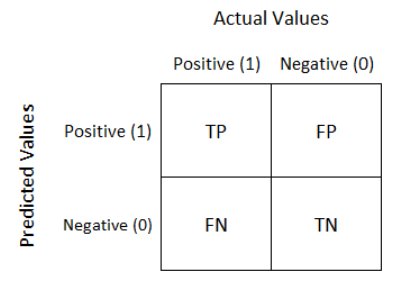 Actual Values
Positive (1) Negative (0)
Predicted Values
Positive (1) TP FP
Negative (0) FN TN